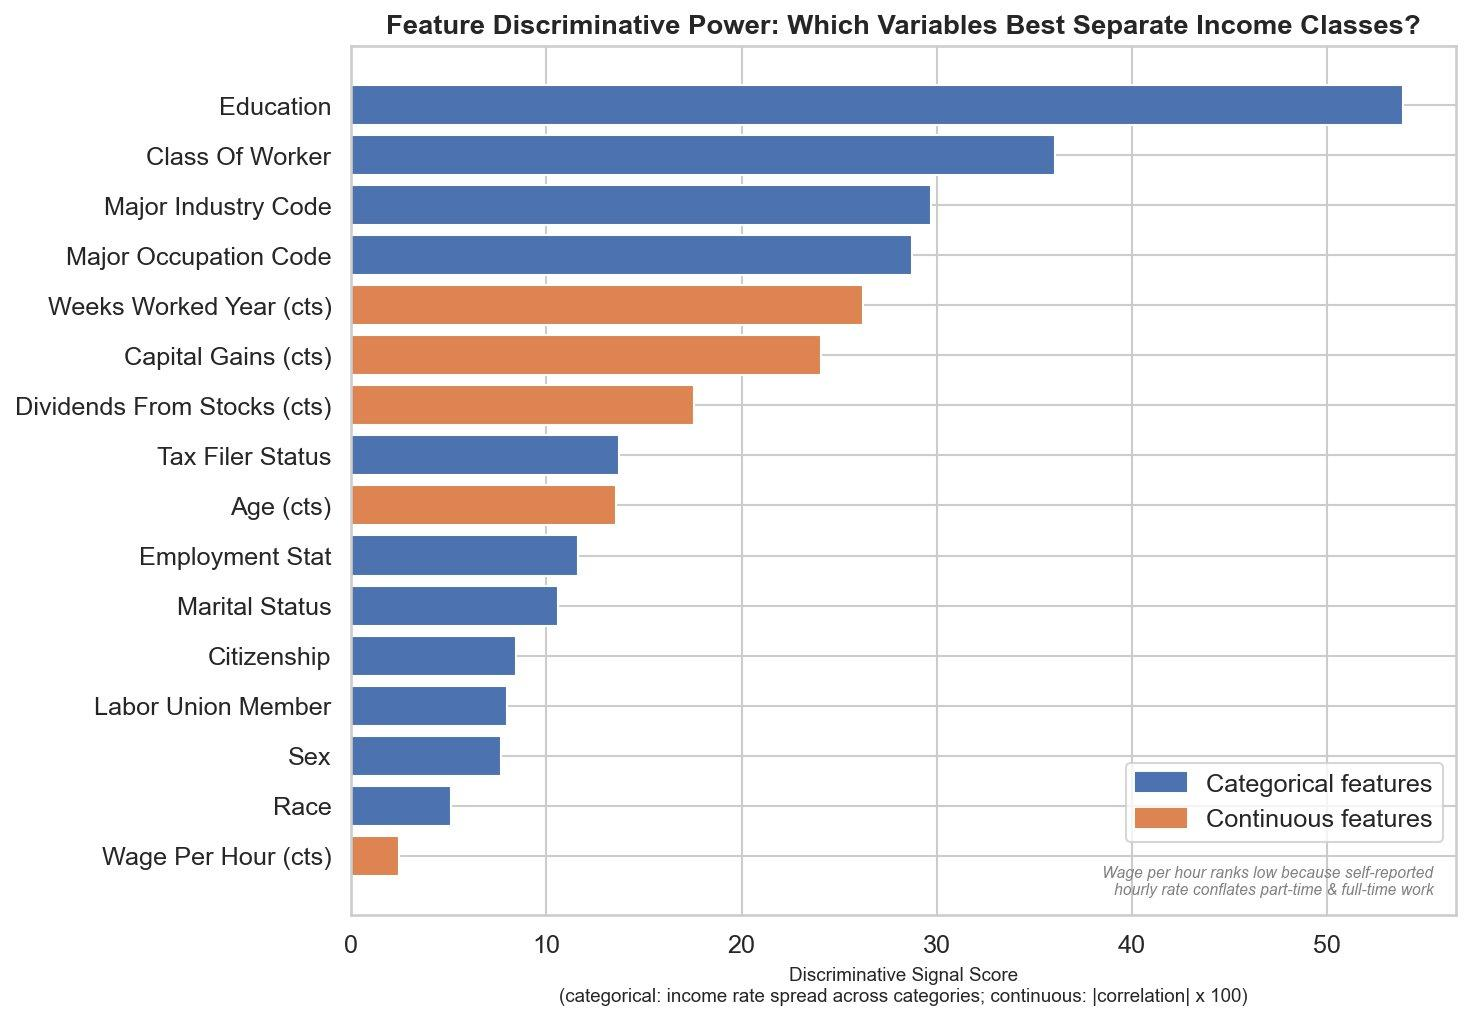 Feature Discriminative Power: Which Variables Best Separate Income Classes?
Education
Class Of Worker
Major Industry Code
Major Occupation Code
Weeks Worked Year (cts)
Capital Gains (cts)
Dividends From Stocks (cts)
Tax Filer Status
Age (cts)
Employment Stat
Marital Status
Citizenship
Labor Union Member
Sex
Race
Wage Per Hour (cts)
Categorical features
Continuous features
Wage per hour ranks low because self-reported
hourly rate conflates part-time & full-time work
0 10 20 30 40 50
Discriminative Signal Score
(categorical: income rate spread across categories; continuous: |correlation| x 100)